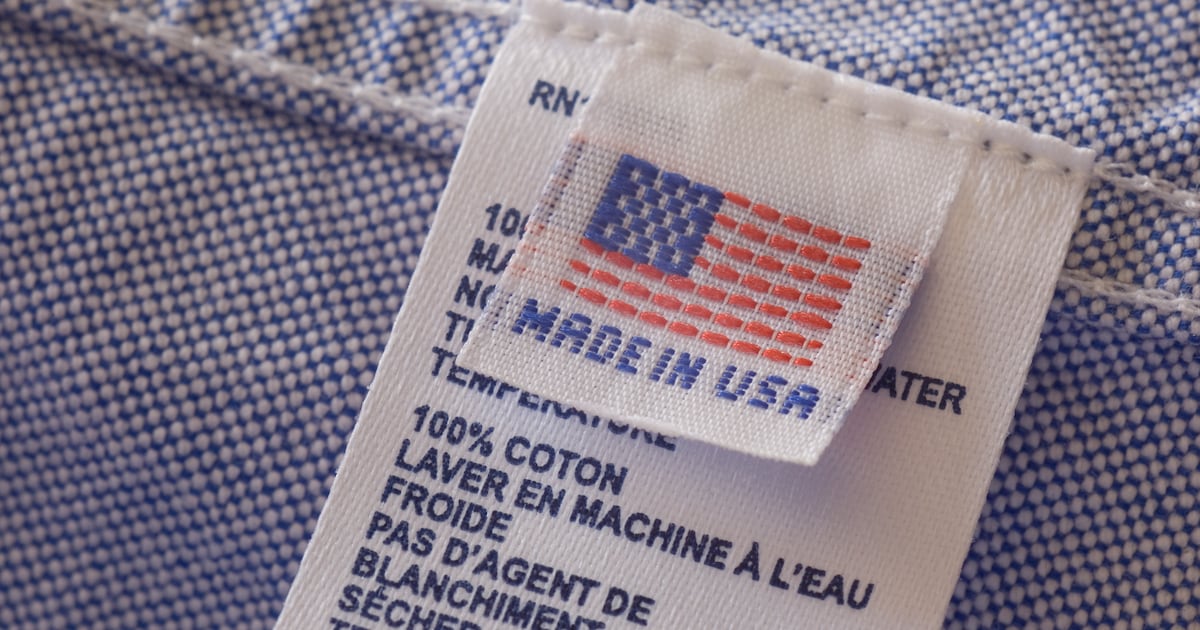 MADE IN USA
WATER
TEMPERATURE
100% COTON
LAVER EN MACHINE À L'EAU
FROIDE
PAS D'AGENT DE
BLANCHIMENT